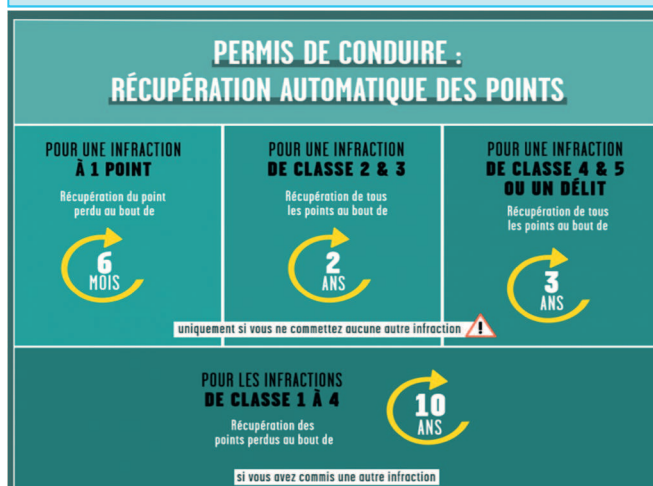 PERMIS DE CONDUIRE :
RÉCUPÉRATION AUTOMATIQUE DES POINTS
POUR UNE INFRACTION
À 1 POINT
Récupération du point
perdu au bout de
6
MOIS
POUR UNE INFRACTION
DE CLASSE 2 & 3
Récupération de tous
les points au bout de
2
ANS
POUR UNE INFRACTION
DE CLASSE 4 & 5
OU UN DÉLIT
Récupération de tous
les points au bout de
3
ANS
uniquement si vous ne commettez aucune autre infraction
POUR LES INFRACTIONS
DE CLASSE 1 À 4
Récupération des
points perdus au bout de
10
ANS
si vous avez commis une autre infraction